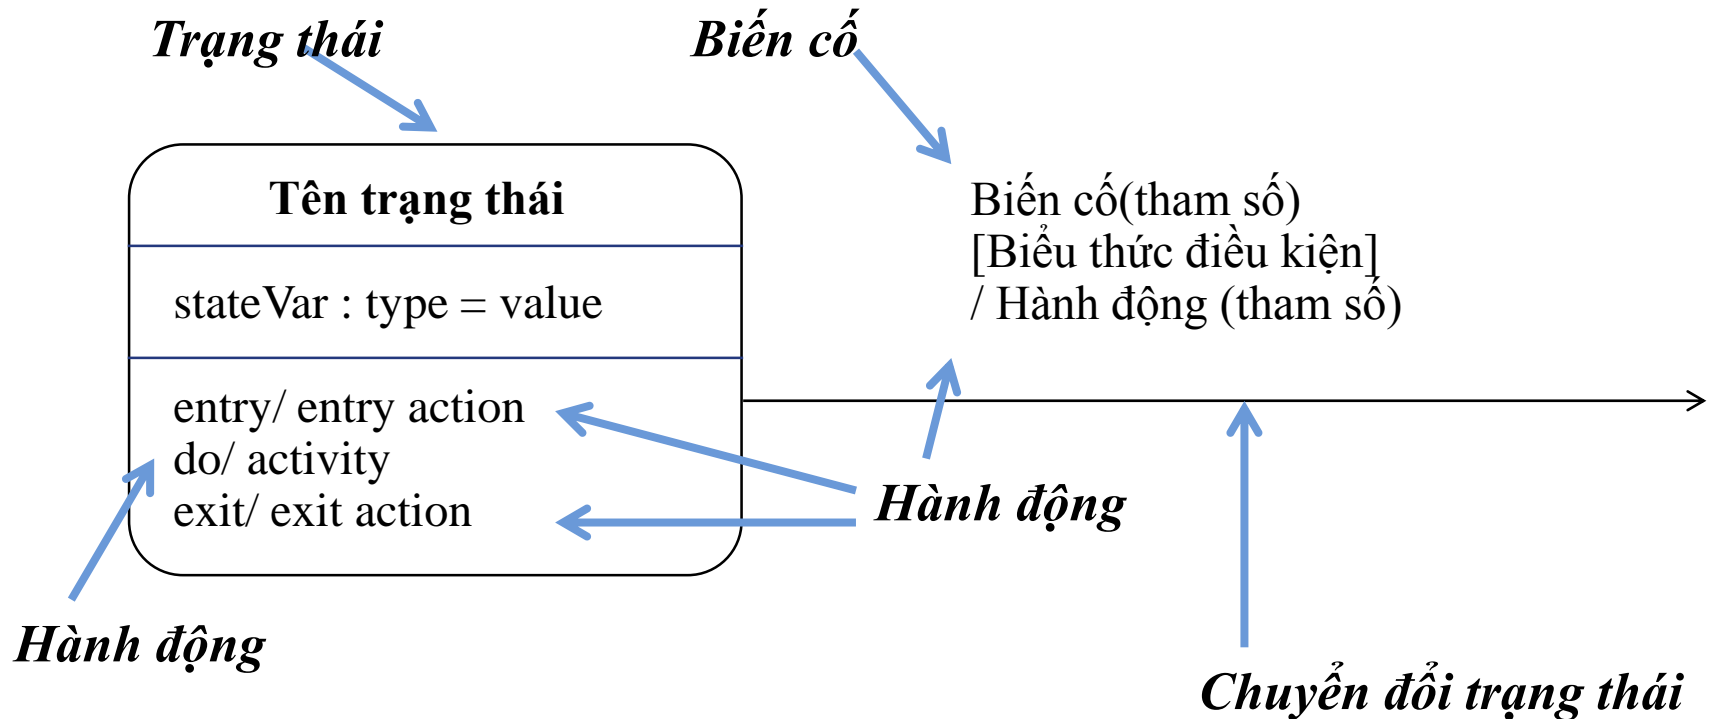 Trạng thái
Biến cố
Tên trạng thái
stateVar : type = value
entry/ entry action
do/ activity
exit/ exit action
Biến cố(tham số)
[Biểu thức điều kiện]
/ Hành động (tham số)
Hành động
Hành động
Chuyển đổi trạng thái